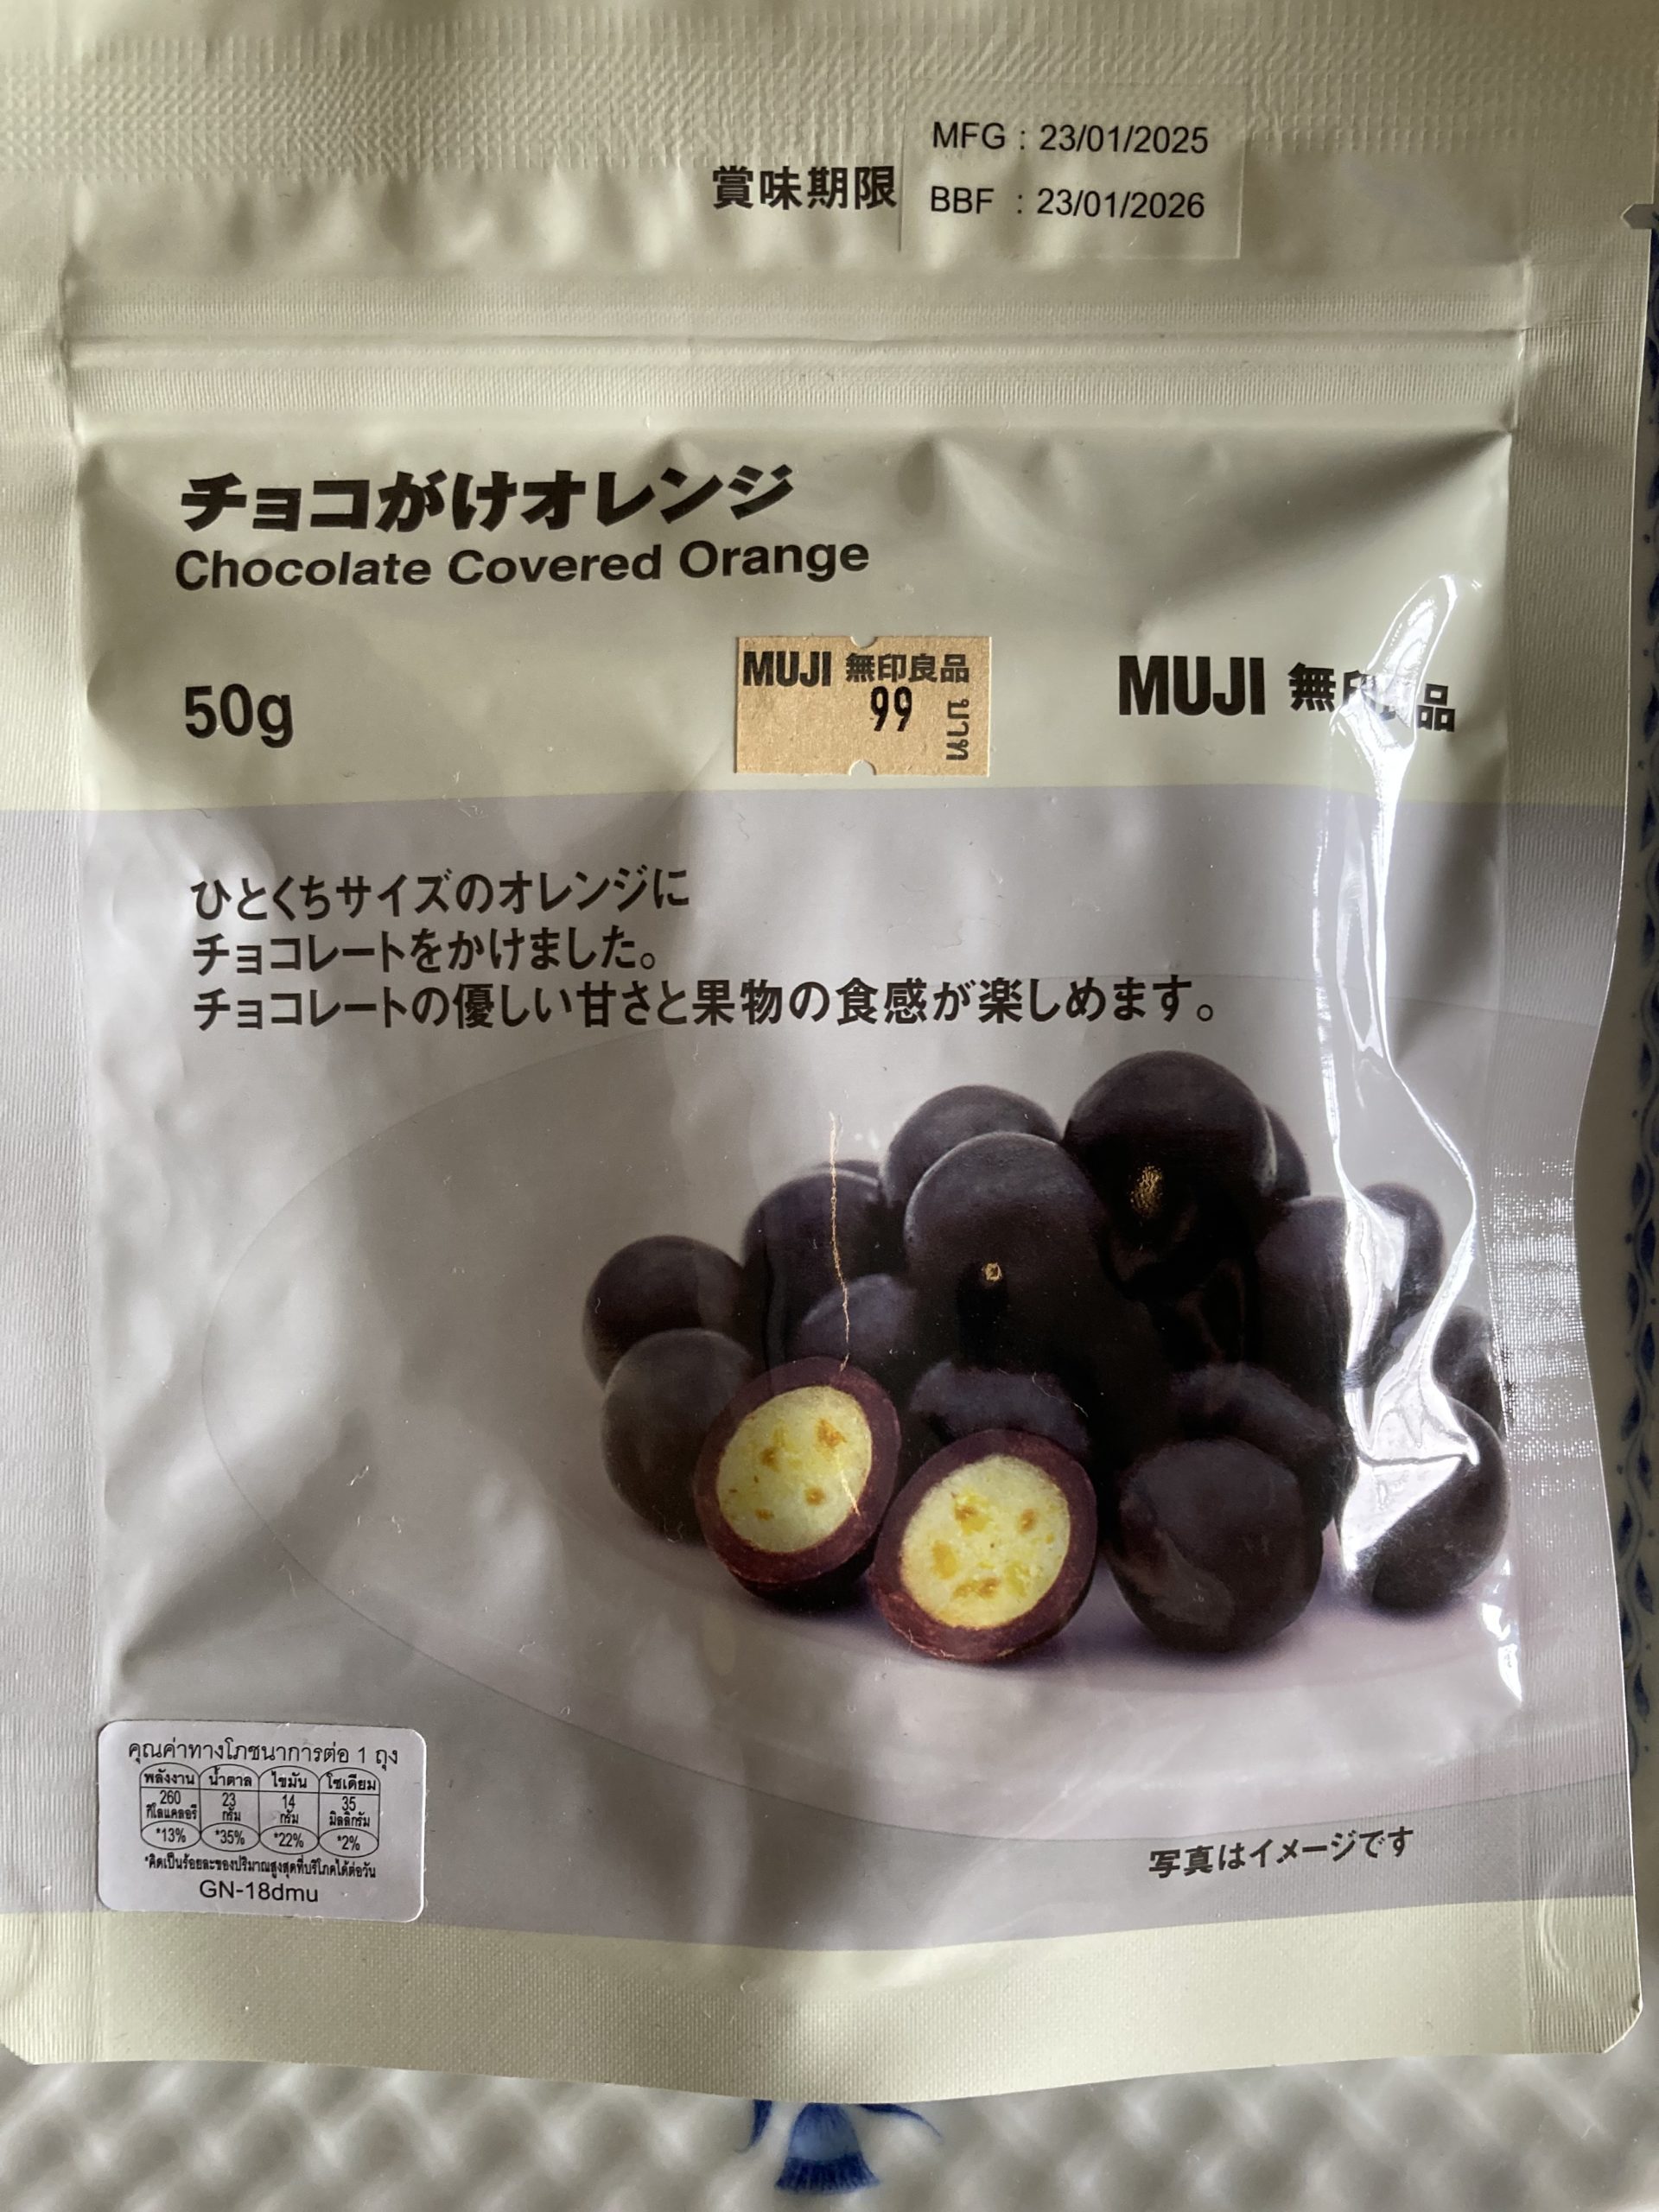 MFG : 23/01/2025
賞味期限
BBF : 23/01/2026
チョコがけオレンジ
Chocolate Covered Orange
50g
MUJI 無印良品
99 บาท
MUJI 無印良品
ひとくちサイズのオレンジに
チョコレートをかけました。
チョコレートの優しい甘さと果物の食感が楽しめます。
คุณค่าทางโภชนาการต่อ 1 ถุง
พลังงาน น้ำตาล ไขมัน โซเดียม
260 23 14 35
กิโลแคลอรี กรัม กรัม มิลลิกรัม
*13% *35% *22% *2%
*คิดเป็นร้อยละของปริมาณสูงสุดที่บริโภคได้ต่อวัน
GN-18dmu
写真はイメージです